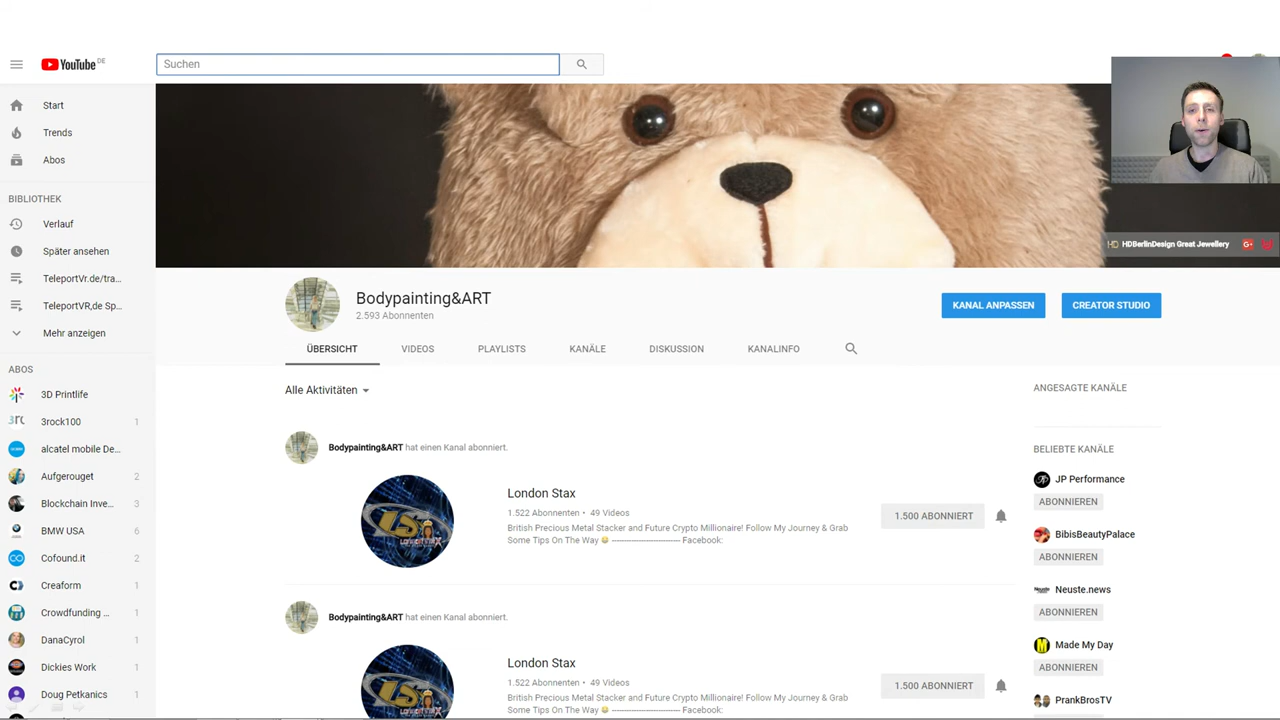 YouTube DE
Suchen
Start
Trends
Abos
BIBLIOTHEK
Verlauf
Später ansehen
TeleportVr.de/tra...
TeleportVR,de Sp...
Mehr anzeigen
ABOS
3D Printlife
3rock100 1
alcatel mobile De...
Aufgerouget 2
Blockchain Inve... 3
BMW USA 6
Cofound.it 2
Creaform 1
Crowdfunding ... 1
DanaCyrol 1
Dickies Work 1
Doug Petkanics 1
HDBerlinDesign Great Jewellery
Bodypainting&ART
2.593 Abonnenten
KANAL ANPASSEN
CREATOR STUDIO
ÜBERSICHT
VIDEOS
PLAYLISTS
KANÄLE
DISKUSSION
KANALINFO
Alle Aktivitäten
Bodypainting&ART hat einen Kanal abonniert.
London Stax
1.522 Abonnenten • 49 Videos
British Precious Metal Stacker and Future Crypto Millionaire! Follow My Journey & Grab
Some Tips On The Way 😂 ------------------------- Facebook:
1.500 ABONNIERT
Bodypainting&ART hat einen Kanal abonniert.
London Stax
1.522 Abonnenten • 49 Videos
British Precious Metal Stacker and Future Crypto Millionaire! Follow My Journey & Grab
Some Tips On The Way 😂 ------------------------- Facebook:
1.500 ABONNIERT
ANGESAGTE KANÄLE
BELIEBTE KANÄLE
JP Performance
ABONNIEREN
BibisBeautyPalace
ABONNIEREN
Neuste.news
ABONNIEREN
Made My Day
ABONNIEREN
PrankBrosTV